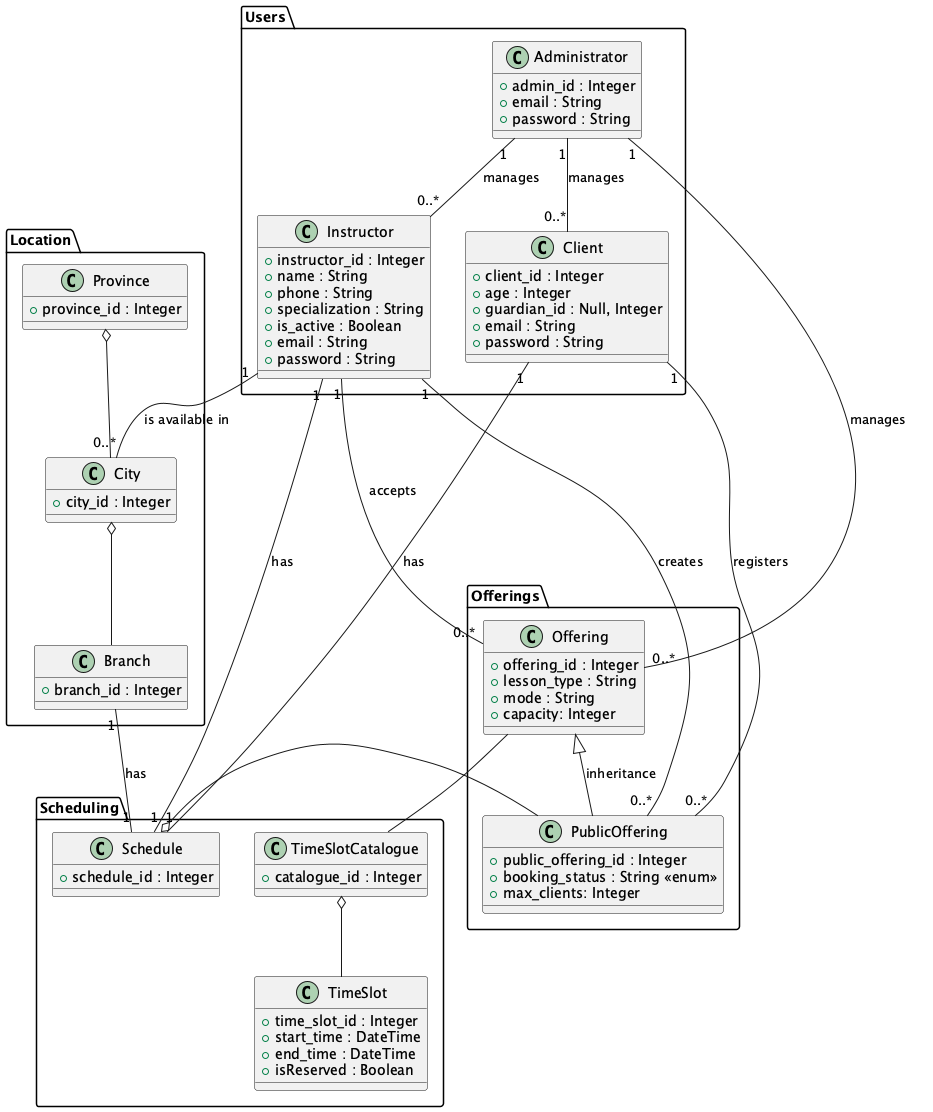 Users
C Administrator
admin_id : Integer
email : String
password : String
1
1
1
manages
manages
0..*
0..*
C Instructor
instructor_id : Integer
name : String
phone : String
specialization : String
is_active : Boolean
email : String
password : String
C Client
client_id : Integer
age : Integer
guardian_id : Null, Integer
email : String
password : String
Location
C Province
province_id : Integer
1
1
1
1
1
1
is available in
manages
0..*
C City
city_id : Integer
accepts
has
has
creates
registers
Offerings
0..*
0..*
C Offering
offering_id : Integer
lesson_type : String
mode : String
capacity: Integer
C Branch
branch_id : Integer
1
has
inheritance
0..*
0..*
Scheduling
1
1
1
C Schedule
schedule_id : Integer
C TimeSlotCatalogue
catalogue_id : Integer
C PublicOffering
public_offering_id : Integer
booking_status : String «enum»
max_clients: Integer
C TimeSlot
time_slot_id : Integer
start_time : DateTime
end_time : DateTime
isReserved : Boolean